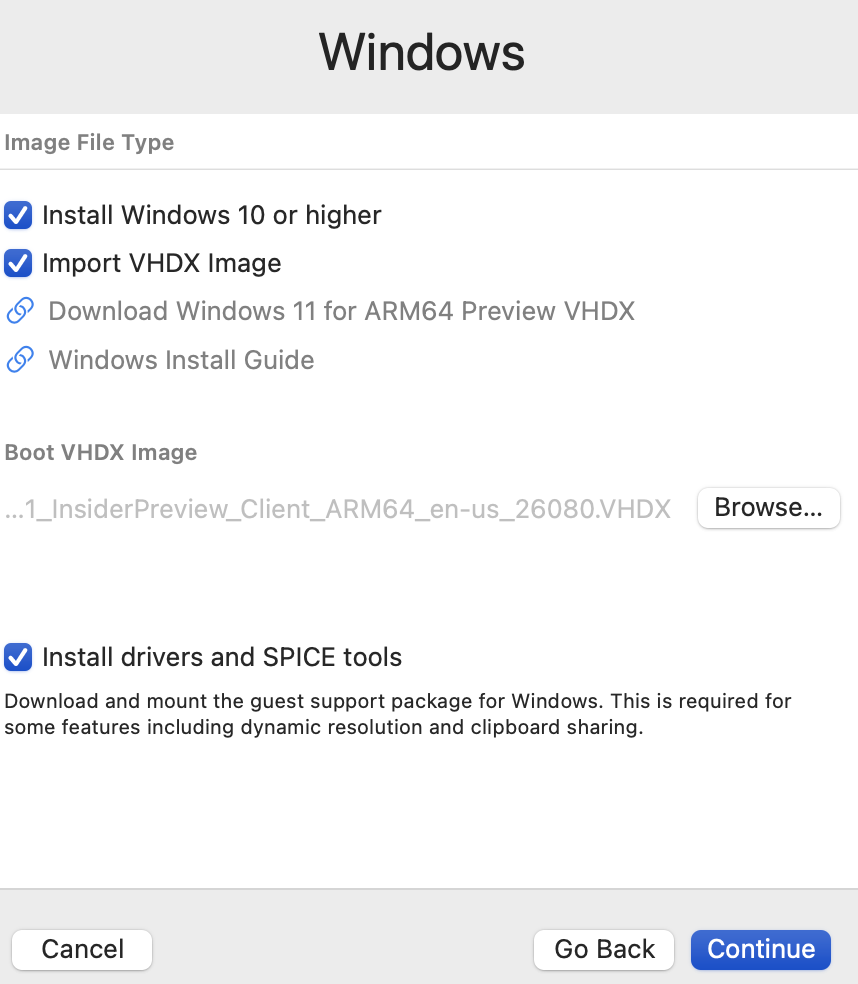 Windows
Image File Type
Install Windows 10 or higher
Import VHDX Image
Download Windows 11 for ARM64 Preview VHDX
Windows Install Guide
Boot VHDX Image
...1_InsiderPreview_Client_ARM64_en-us_26080.VHDX
Browse...
Install drivers and SPICE tools
Download and mount the guest support package for Windows. This is required for
some features including dynamic resolution and clipboard sharing.
Cancel
Go Back
Continue